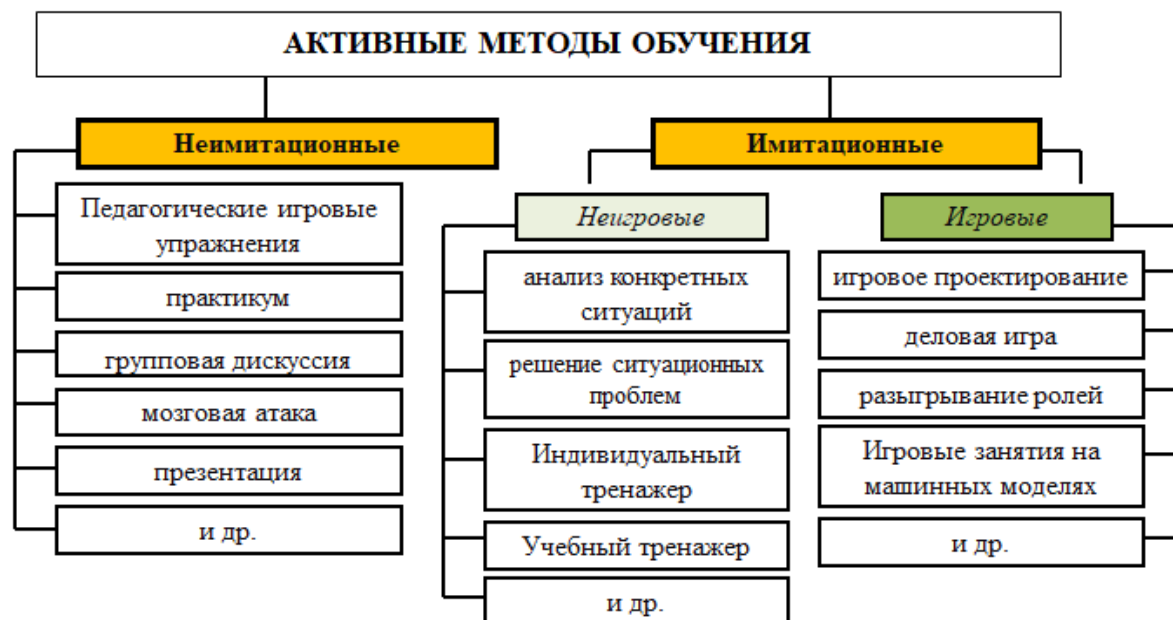 АКТИВНЫЕ МЕТОДЫ ОБУЧЕНИЯ
Неимитационные
Педагогические игровые
упражнения
практикум
групповая дискуссия
мозговая атака
презентация
и др.
Имитационные
Неигровые
анализ конкретных
ситуаций
решение ситуационных
проблем
Индивидуальный
тренажер
Учебный тренажер
и др.
Игровые
игровое проектирование
деловая игра
разыгрывание ролей
Игровые занятия на
машинных моделях
и др.